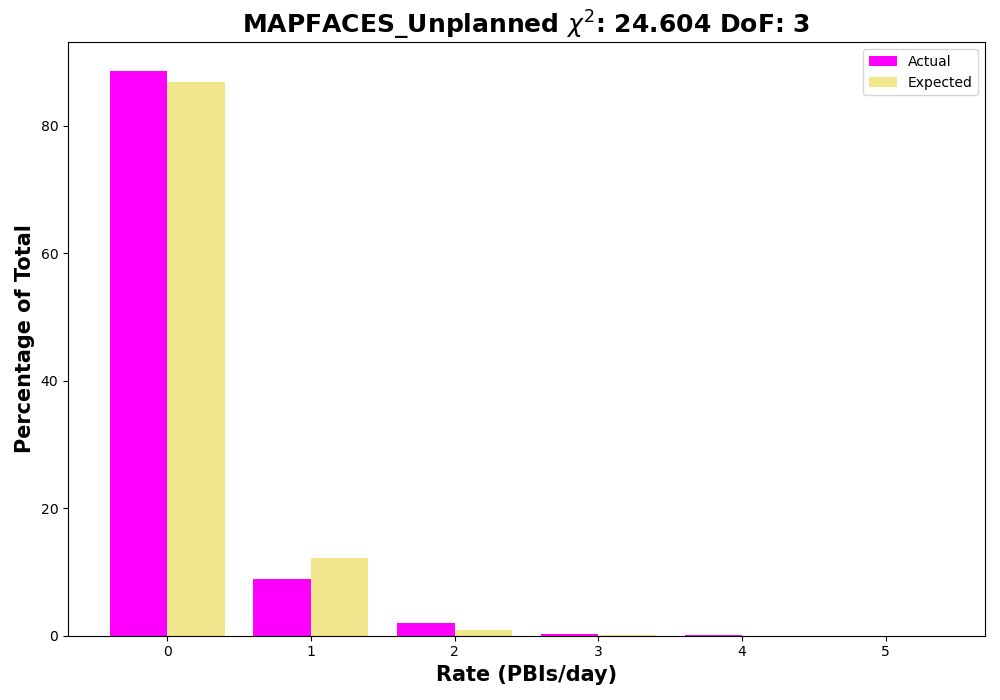 MAPFACES_Unplanned χ²: 24.604 DoF: 3
Actual
Expected
Percentage of Total
80
60
40
20
0
0 1 2 3 4 5
Rate (PBIs/day)